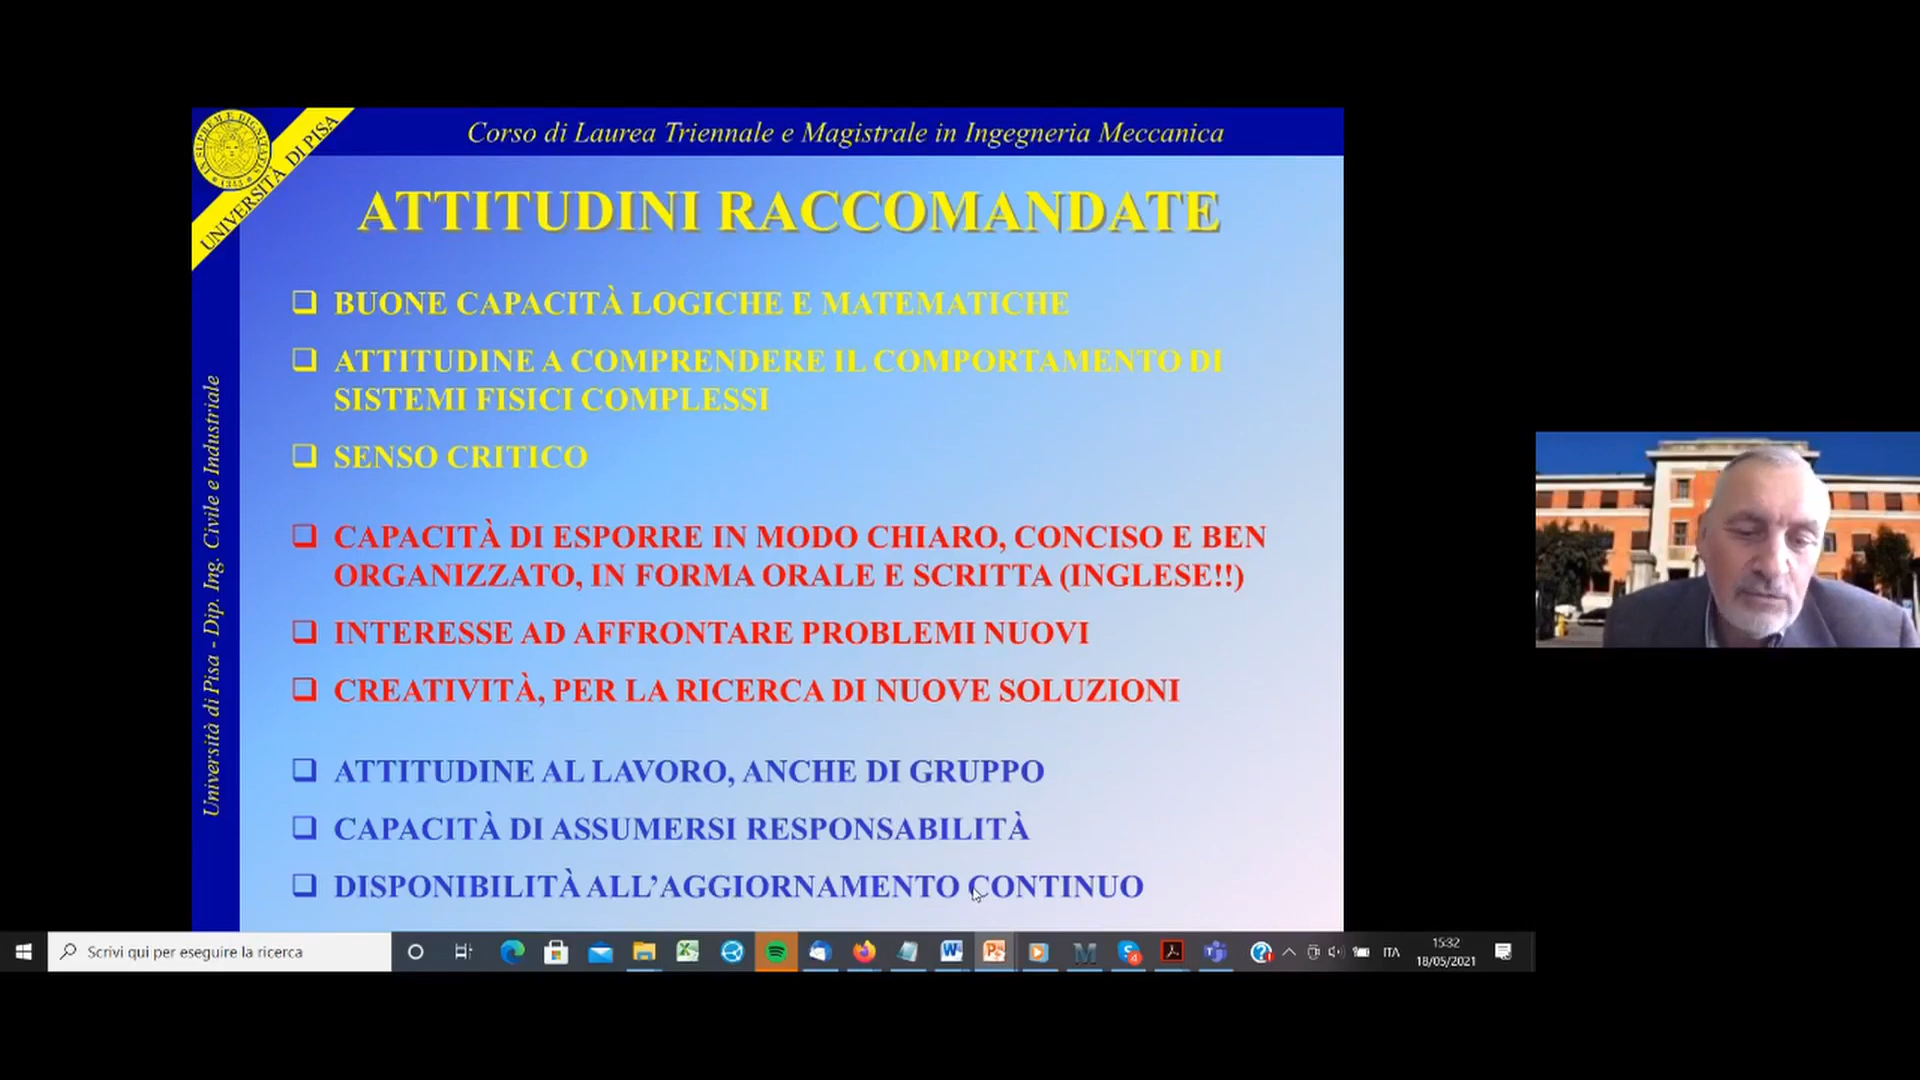 Corso di Laurea Triennale e Magistrale in Ingegneria Meccanica
IN SUPREMÆ DIGNITATIS
1343
UNIVERSITÀ DI PISA
ATTITUDINI RACCOMANDATE
BUONE CAPACITÀ LOGICHE E MATEMATICHE
ATTITUDINE A COMPRENDERE IL COMPORTAMENTO DI
SISTEMI FISICI COMPLESSI
SENSO CRITICO
CAPACITÀ DI ESPORRE IN MODO CHIARO, CONCISO E BEN
ORGANIZZATO, IN FORMA ORALE E SCRITTA (INGLESE!!)
INTERESSE AD AFFRONTARE PROBLEMI NUOVI
CREATIVITÀ, PER LA RICERCA DI NUOVE SOLUZIONI
ATTITUDINE AL LAVORO, ANCHE DI GRUPPO
CAPACITÀ DI ASSUMERSI RESPONSABILITÀ
DISPONIBILITÀ ALL’AGGIORNAMENTO CONTINUO
Università di Pisa - Dip. Ing. Civile e Industriale
Scrivi qui per eseguire la ricerca
ITA
15:32
18/05/2021